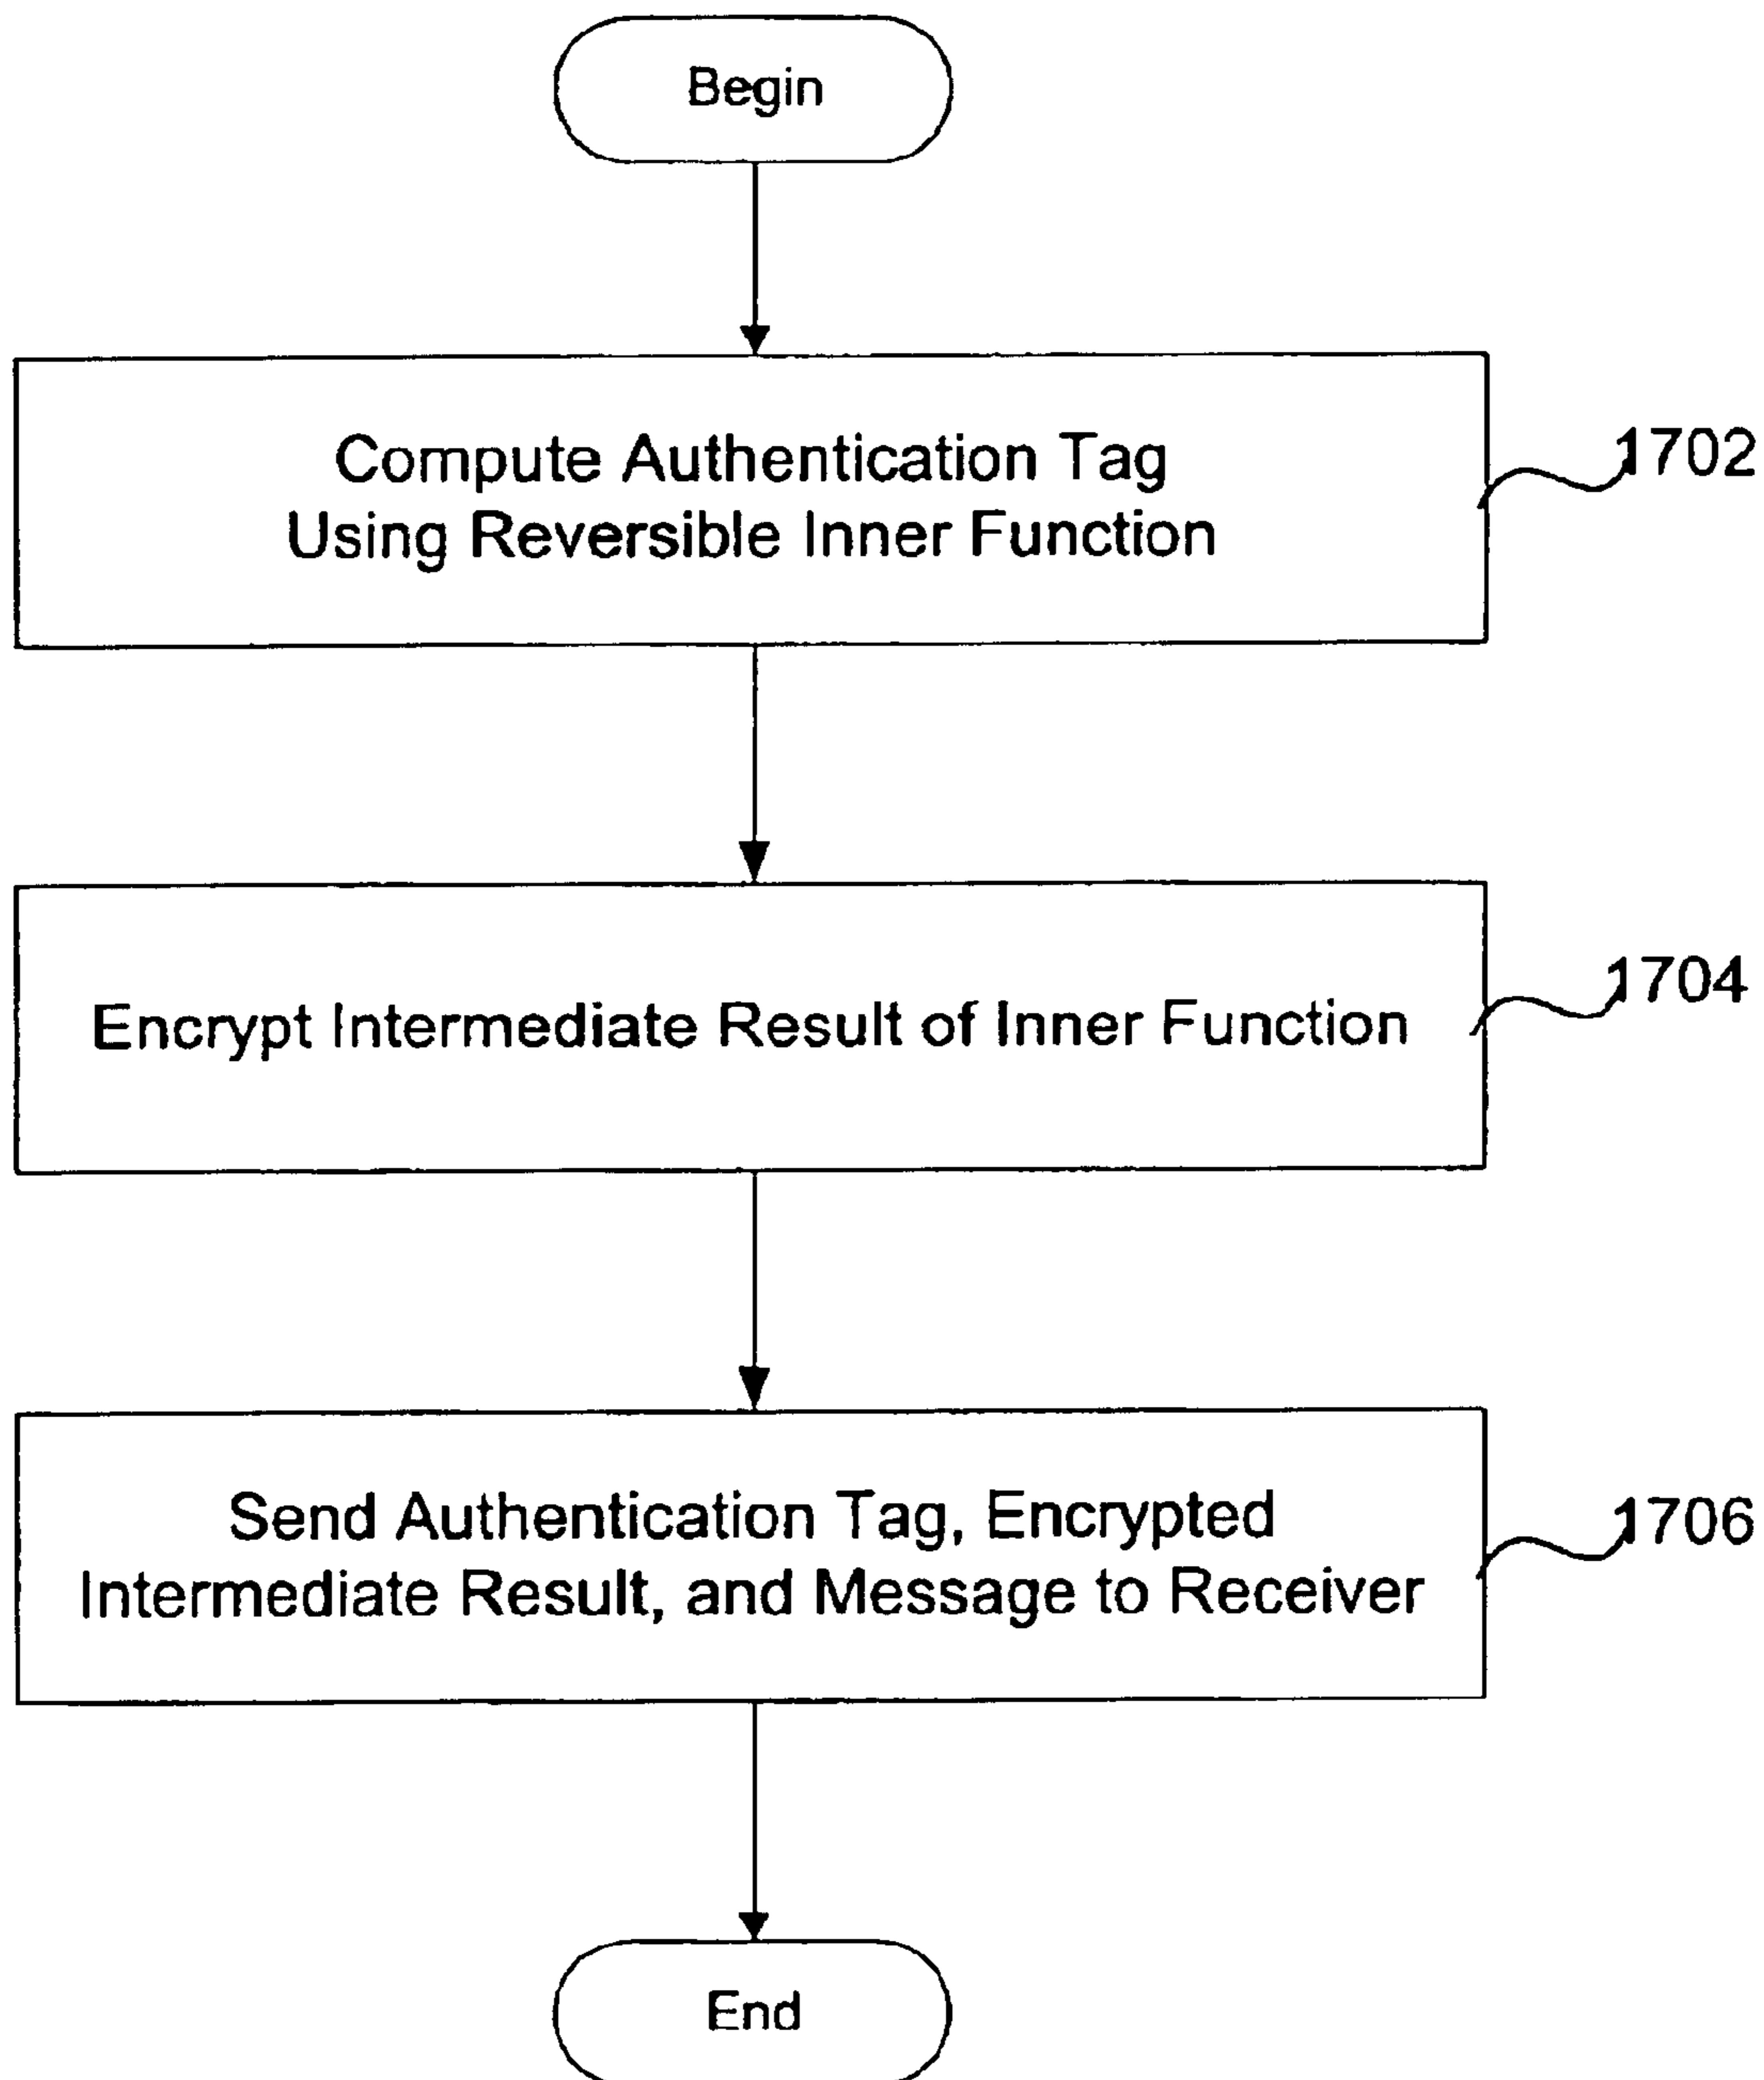 Begin
Compute Authentication Tag
Using Reversible Inner Function
1702
Encrypt Intermediate Result of Inner Function
1704
Send Authentication Tag, Encrypted
Intermediate Result, and Message to Receiver
1706
End